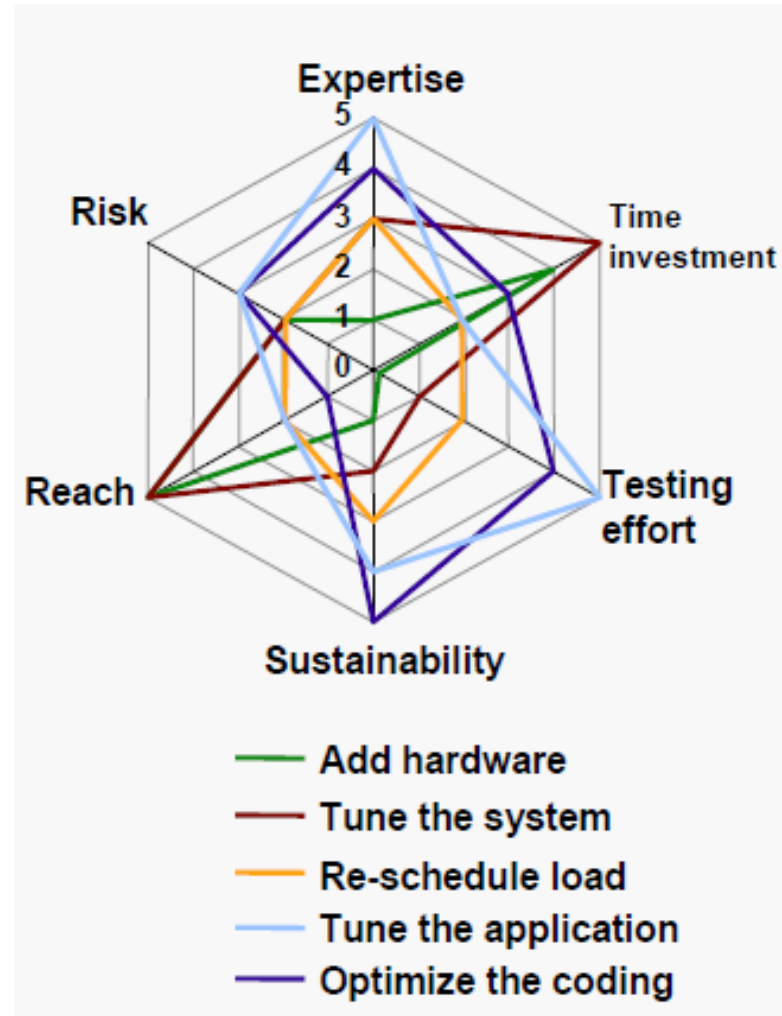 Expertise
5
4
3
2
1
0
Risk
Time
investment
Reach
Testing
effort
Sustainability
Add hardware
Tune the system
Re-schedule load
Tune the application
Optimize the coding